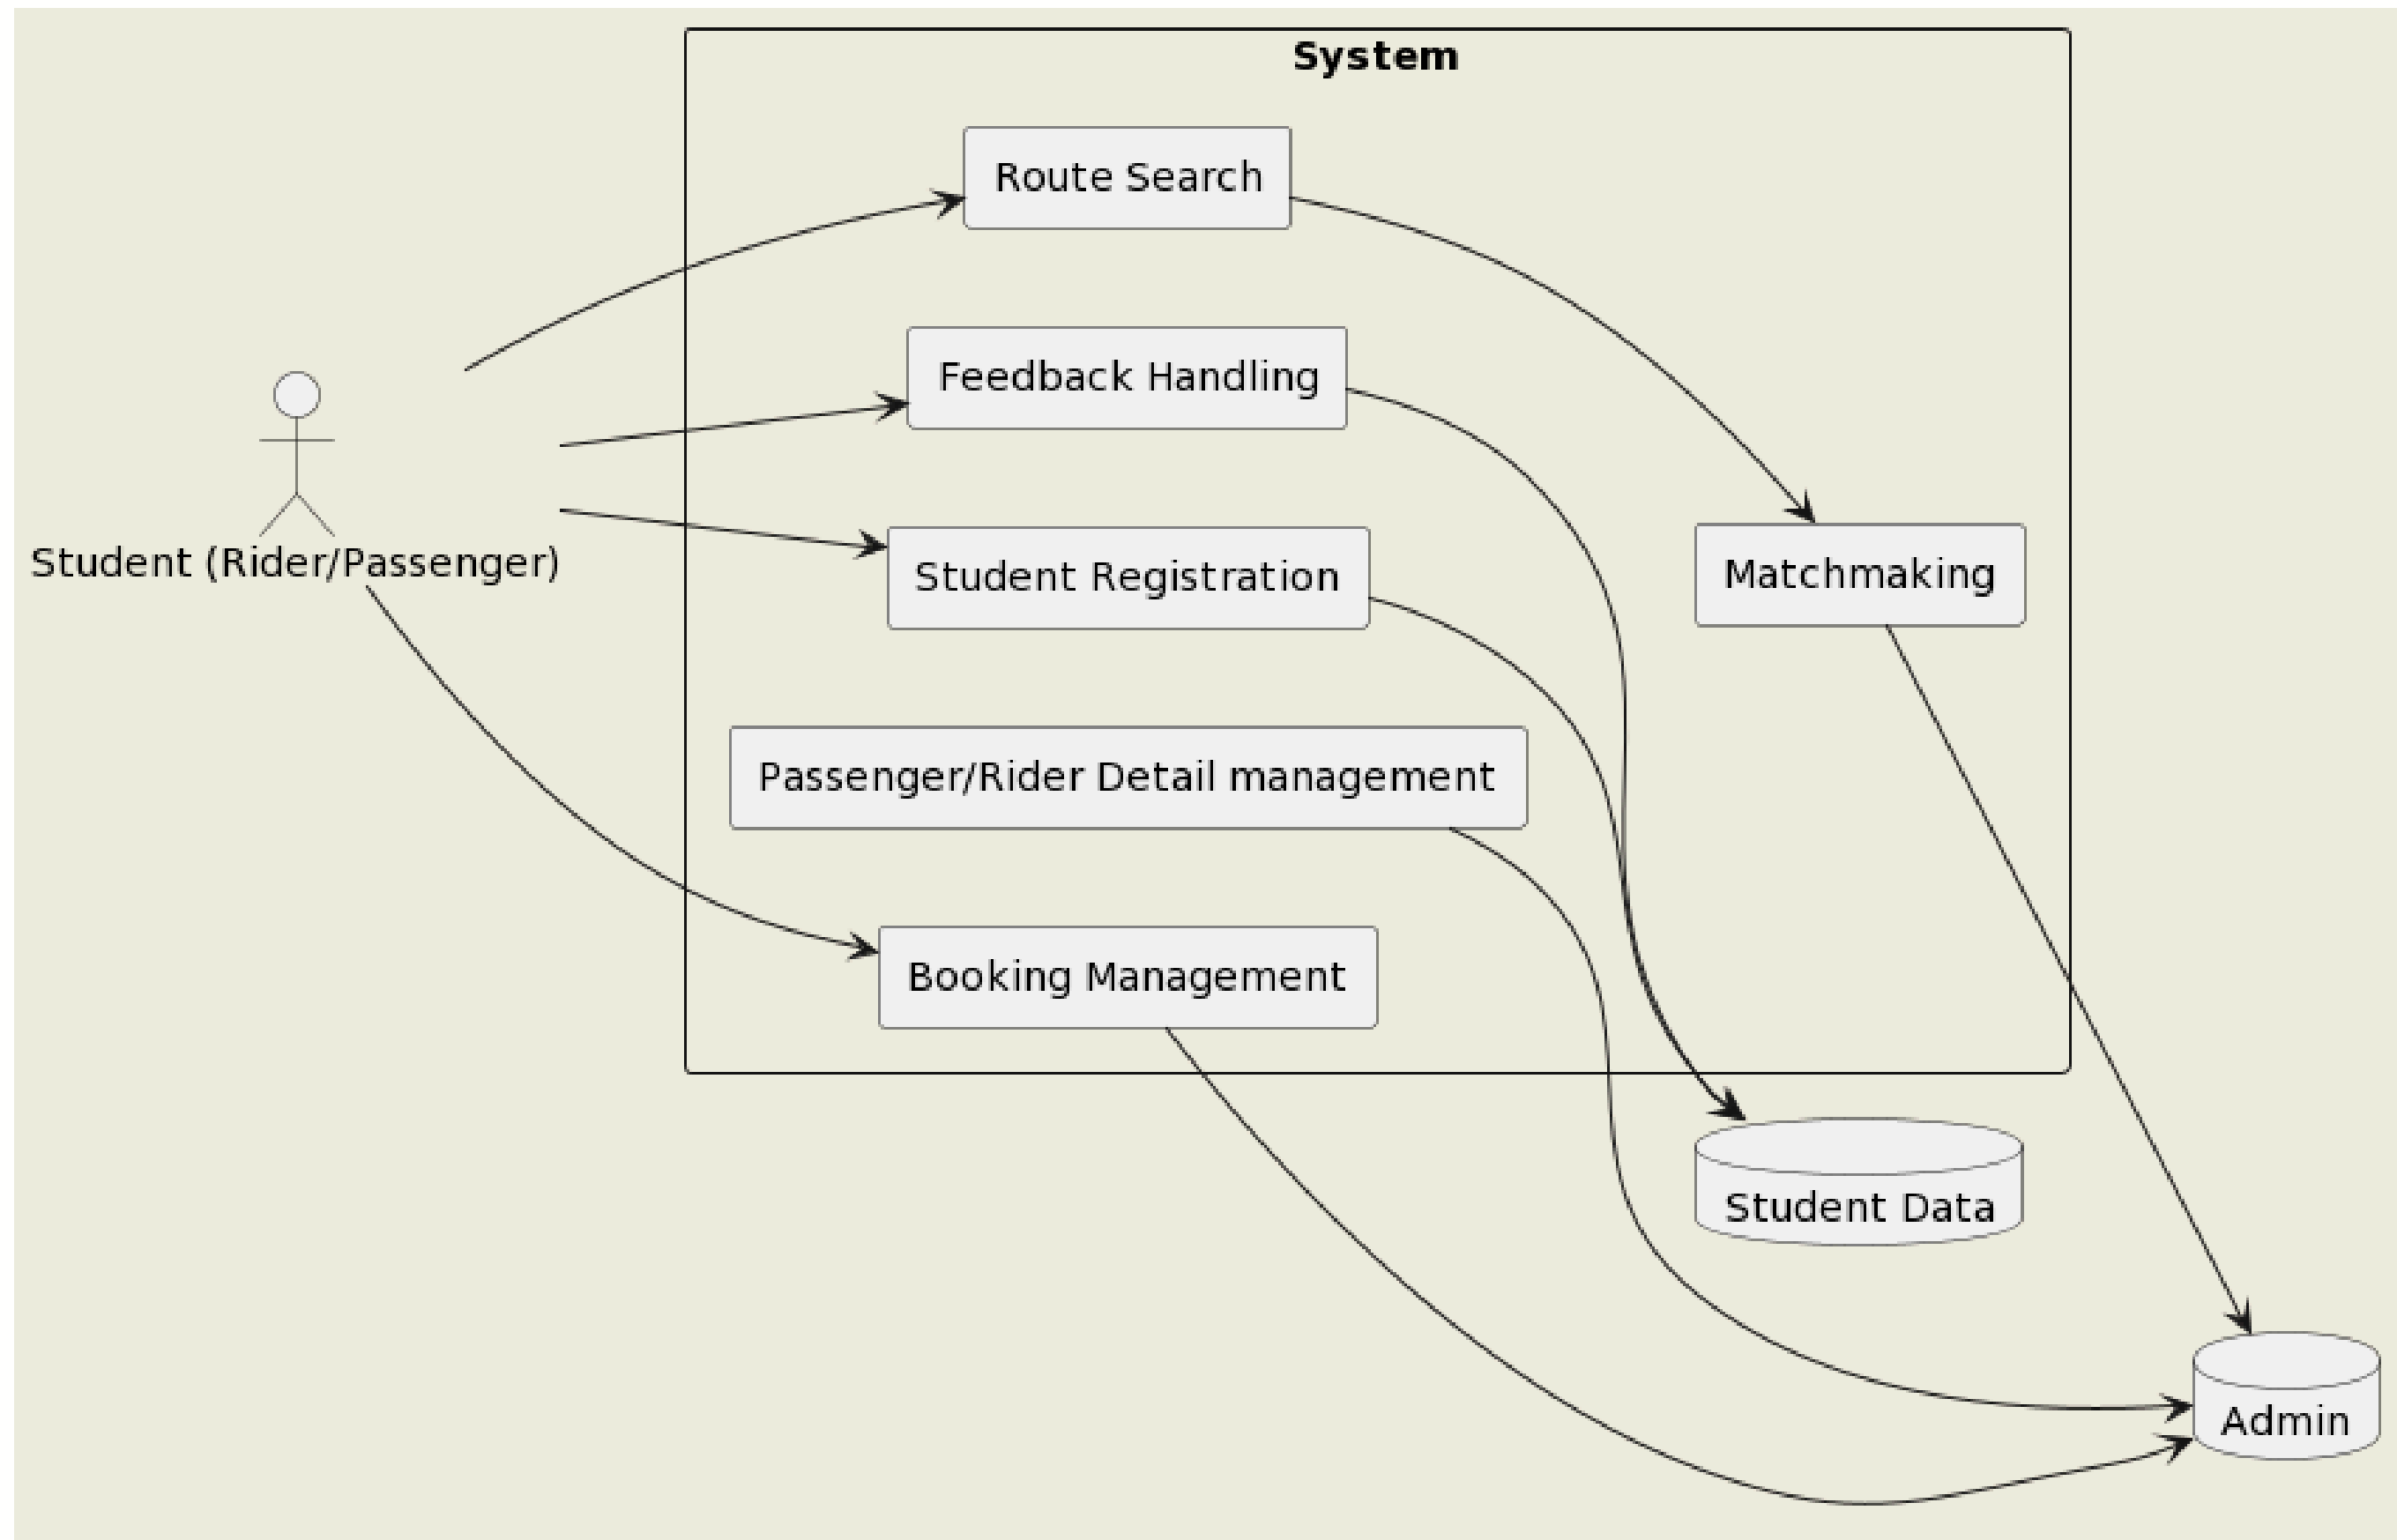 System
Route Search
Feedback Handling
Student Registration
Matchmaking
Student (Rider/Passenger)
Passenger/Rider Detail management
Booking Management
Student Data
Admin